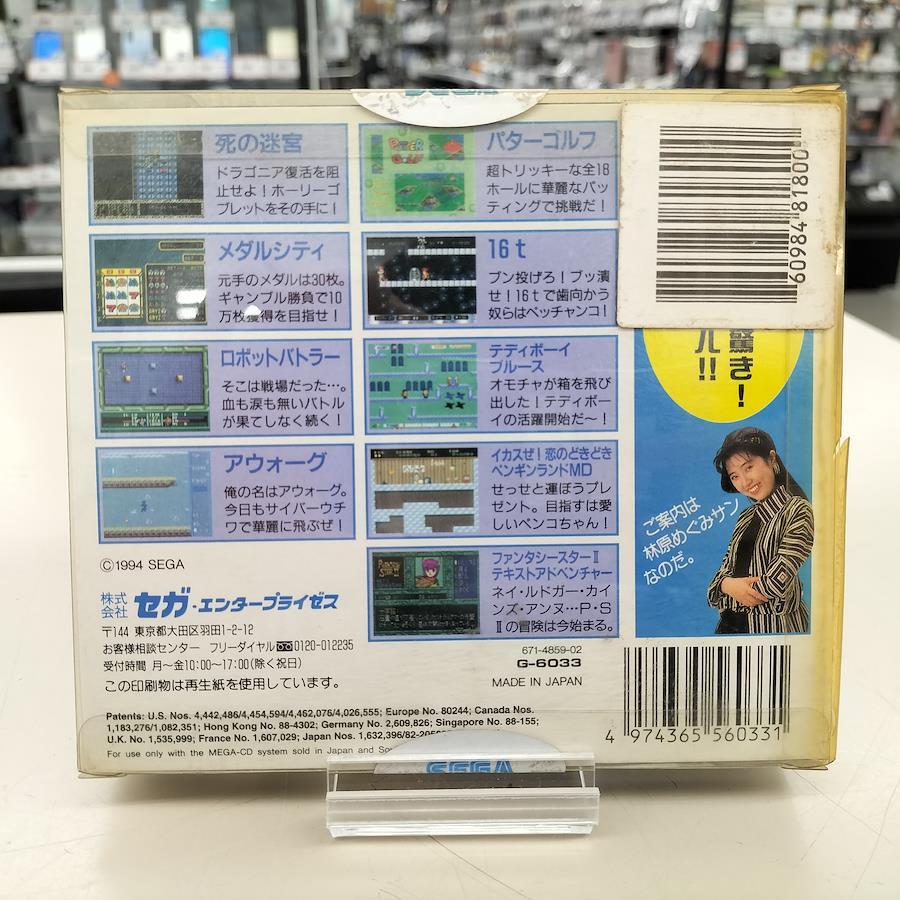 死の迷宮
ドラゴニア復活を阻
止せよ！ホーリーゴ
ブレットをその手に！
メダルシティ
元手のメダルは30枚。
ギャンブル勝負で10
万枚獲得を目指せ！
ロボットバトラー
そこは戦場だった…。
血も涙も無いバトル
が果てしなく続く！
アウォーグ
俺の名はアウォーグ。
今日もサイバーウチ
ワで華麗に飛ぶぜ！
パターゴルフ
超トリッキーな全18
ホールに華麗なパッ
ティングで挑戦だ！
16t
ブン投げろ！ブッ潰
せ！16tで歯向かう
奴らはペッチャンコ！
テディボーイ
ブルース
オモチャが箱を飛び
出した！テディボー
イの活躍開始だ〜！
イカスぜ！恋のどきどき
ペンギンランドMD
せっせと運ぼうプレ
ゼント。目指すは愛
しいペンコちゃん！
ファンタシースターⅡ
テキストアドベンチャー
ネイ・ルドガー・カイ
ンズ・アンヌ…P・S
Ⅱの冒険は今始まる。
60984 81800
驚き！
ル!!
ご案内は
林原めぐみサン
なのだ。
©1994 SEGA
株式会社 セガ・エンタープライゼス
〒144 東京都大田区羽田1-2-12
お客様相談センター フリーダイヤル 0120-012235
受付時間 月〜金10:00〜17:00(除く祝日)
この印刷物は再生紙を使用しています。
671-4859-02
G-6033
MADE IN JAPAN
Patents: U.S. Nos. 4,442,486/4,454,594/4,462,076/4,026,555; Europe No. 80244; Canada Nos.
1,183,276/1,082,351; Hong Kong No. 88-4302; Germany No. 2,609,826; Singapore No. 88-155;
U.K. No. 1,535,999; France No. 1,607,029; Japan Nos. 1,632,396/82-205
For use only with the MEGA-CD system sold in Japan and
4 974365 560331
SEGA